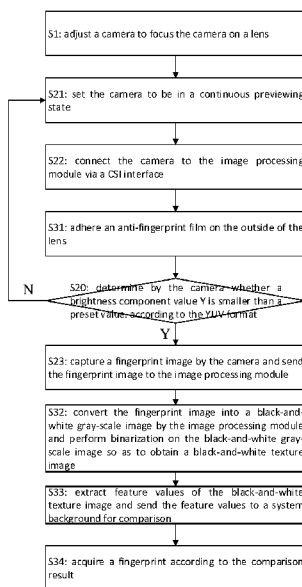 S1: adjust a camera to focus the camera on a lens
S21: set the camera to be in a continuous previewing
state
S22: connect the camera to the image processing
module via a CSI interface
S31: adhere an anti-fingerprint film on the outside of the
lens
N
S20: determine by the camera whether a
brightness component value Y is smaller than a
preset value, according to the YUV format
Y
S23: capture a fingerprint image by the camera and send
the fingerprint image to the image processing module
S32: convert the fingerprint image into a black-and-
white gray-scale image by the image processing module
and perform binarization on the black-and-white gray-
scale image so as to obtain a black-and-white texture
image
S33: extract feature values of the black-and-white
texture image and send the feature values to a system
background for comparison
S34: acquire a fingerprint according to the comparison
result